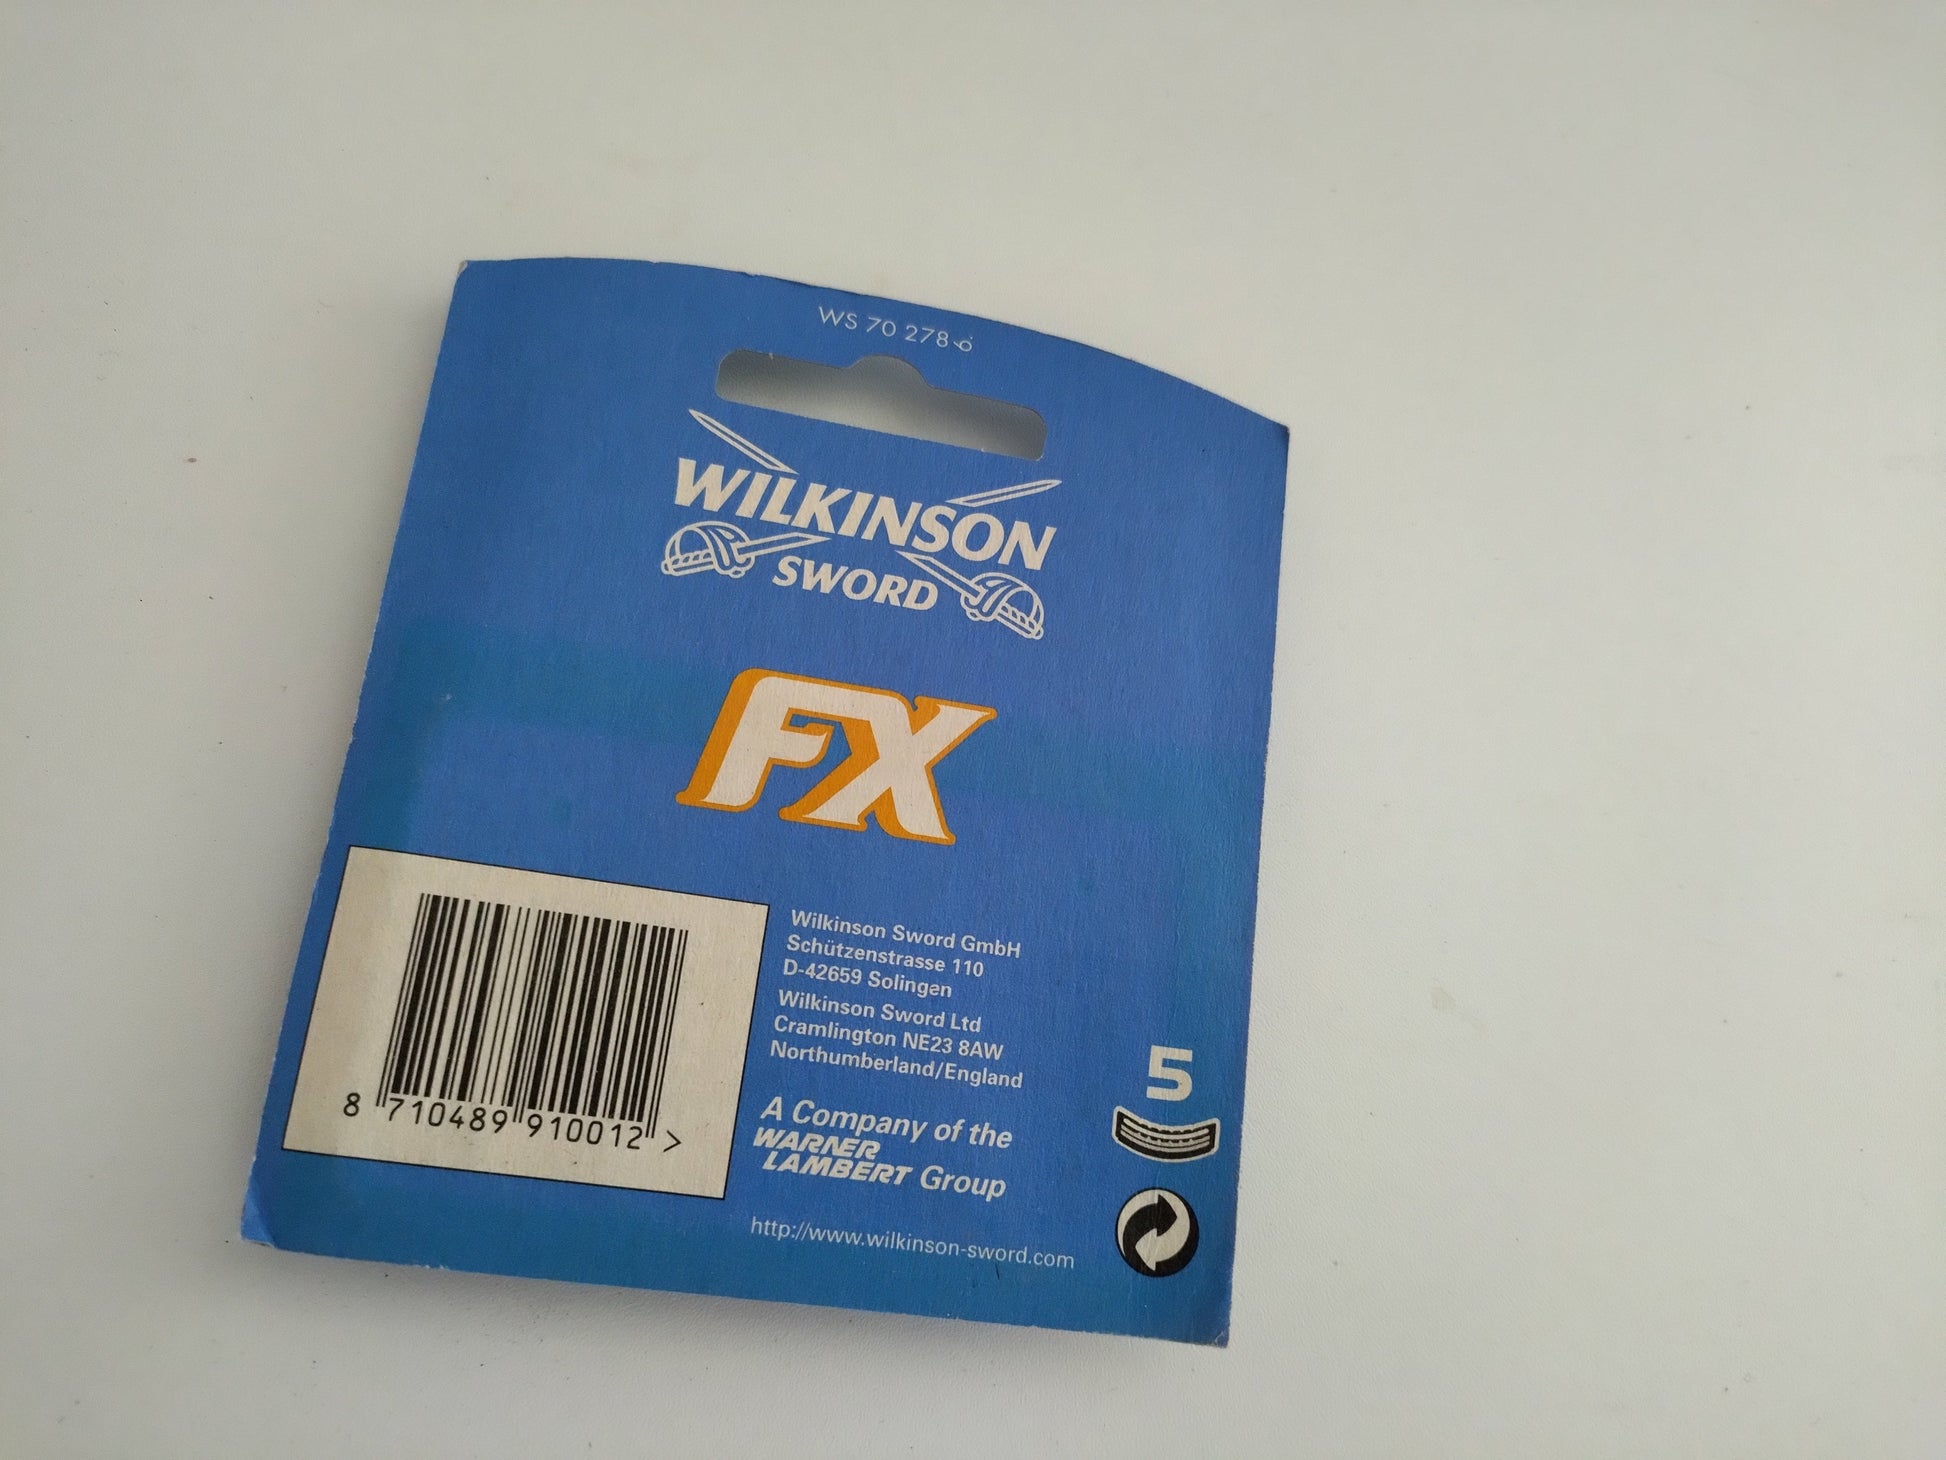 WS 70 278-6
WILKINSON
SWORD
FX
8 710489 910012 >
Wilkinson Sword GmbH
Schützenstrasse 110
D-42659 Solingen
Wilkinson Sword Ltd
Cramlington NE23 8AW
Northumberland/England
A Company of the
WARNER
LAMBERT Group
http://www.wilkinson-sword.com
5